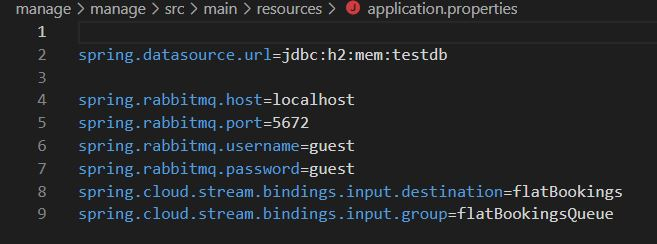 manage > manage > src > main > resources > J application.properties
1
2 spring.datasource.url=jdbc:h2:mem:testdb
3
4 spring.rabbitmq.host=localhost
5 spring.rabbitmq.port=5672
6 spring.rabbitmq.username=guest
7 spring.rabbitmq.password=guest
8 spring.cloud.stream.bindings.input.destination=flatBookings
9 spring.cloud.stream.bindings.input.group=flatBookingsQueue